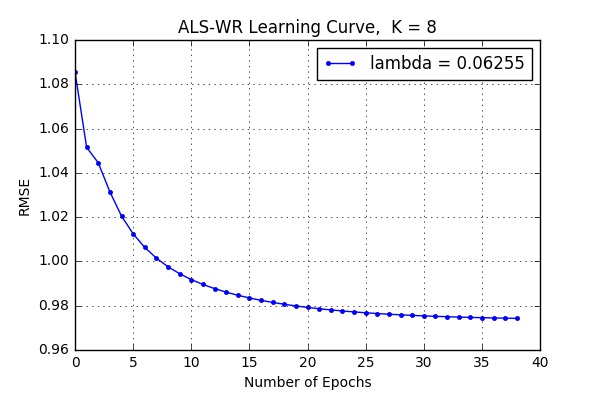 ALS-WR Learning Curve,  K = 8
lambda = 0.06255
1.10
1.08
1.06
1.04
1.02
1.00
0.98
0.96
RMSE
0 5 10 15 20 25 30 35 40
Number of Epochs